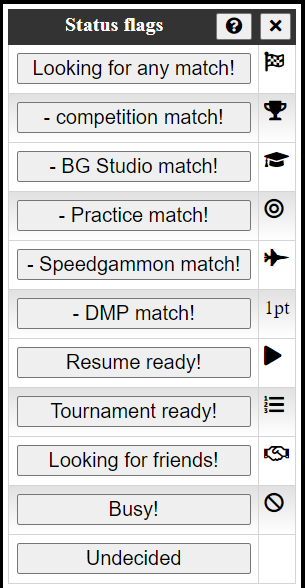 Status flags
Looking for any match!
- competition match!
- BG Studio match!
- Practice match!
- Speedgammon match!
- DMP match! 1pt
Resume ready!
Tournament ready!
Looking for friends!
Busy!
Undecided